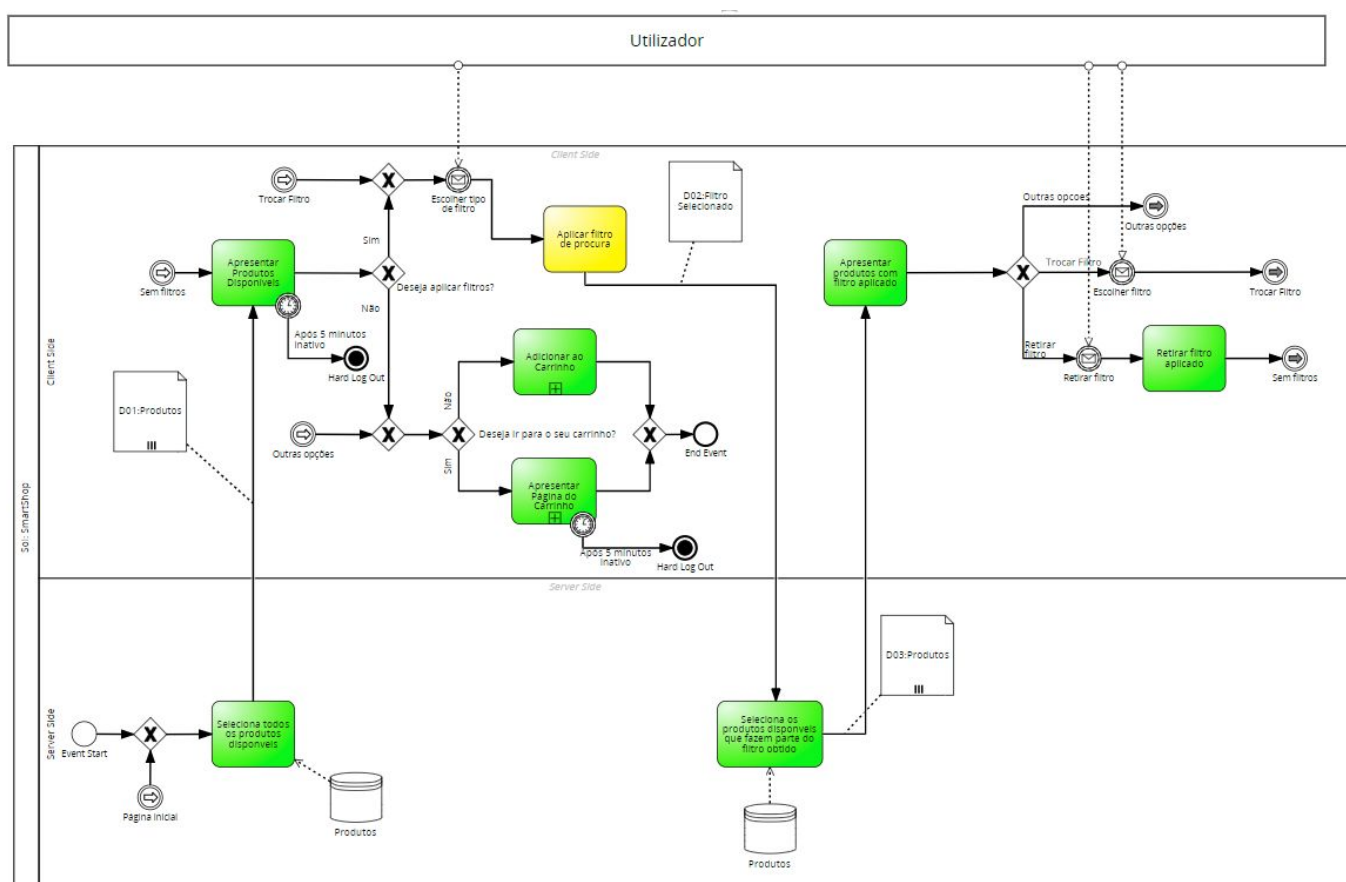 Utilizador
Client Side
Sol: SmartShop
Client Side
Trocar Filtro
Escolher tipo
de filtro
D02:Filtro
Selecionado
Aplicar filtro
de procura
Sim
Sem filtros
Apresentar
Produtos
Disponíveis
Deseja aplicar filtros?
Não
Após 5 minutos
inativo
Hard Log Out
D01:Produtos
Adicionar ao
Carrinho
Não
Deseja ir para o seu carrinho?
Sim
Outras opções
Apresentar
Página do
Carrinho
End Event
Após 5 minutos
inativo
Hard Log Out
Apresentar
produtos com
filtro aplicado
Outras opcoes
Outras opções
Trocar Filtro
Escolher filtro
Trocar Filtro
Retirar
filtro
Retirar filtro
Retirar filtro
aplicado
Sem filtros
Server Side
Server Side
Event Start
Página Inicial
Seleciona todos
os produtos
disponveis
Produtos
Seleciona os
produtos disponveis
que fazem parte do
filtro obtido
Produtos
D03:Produtos